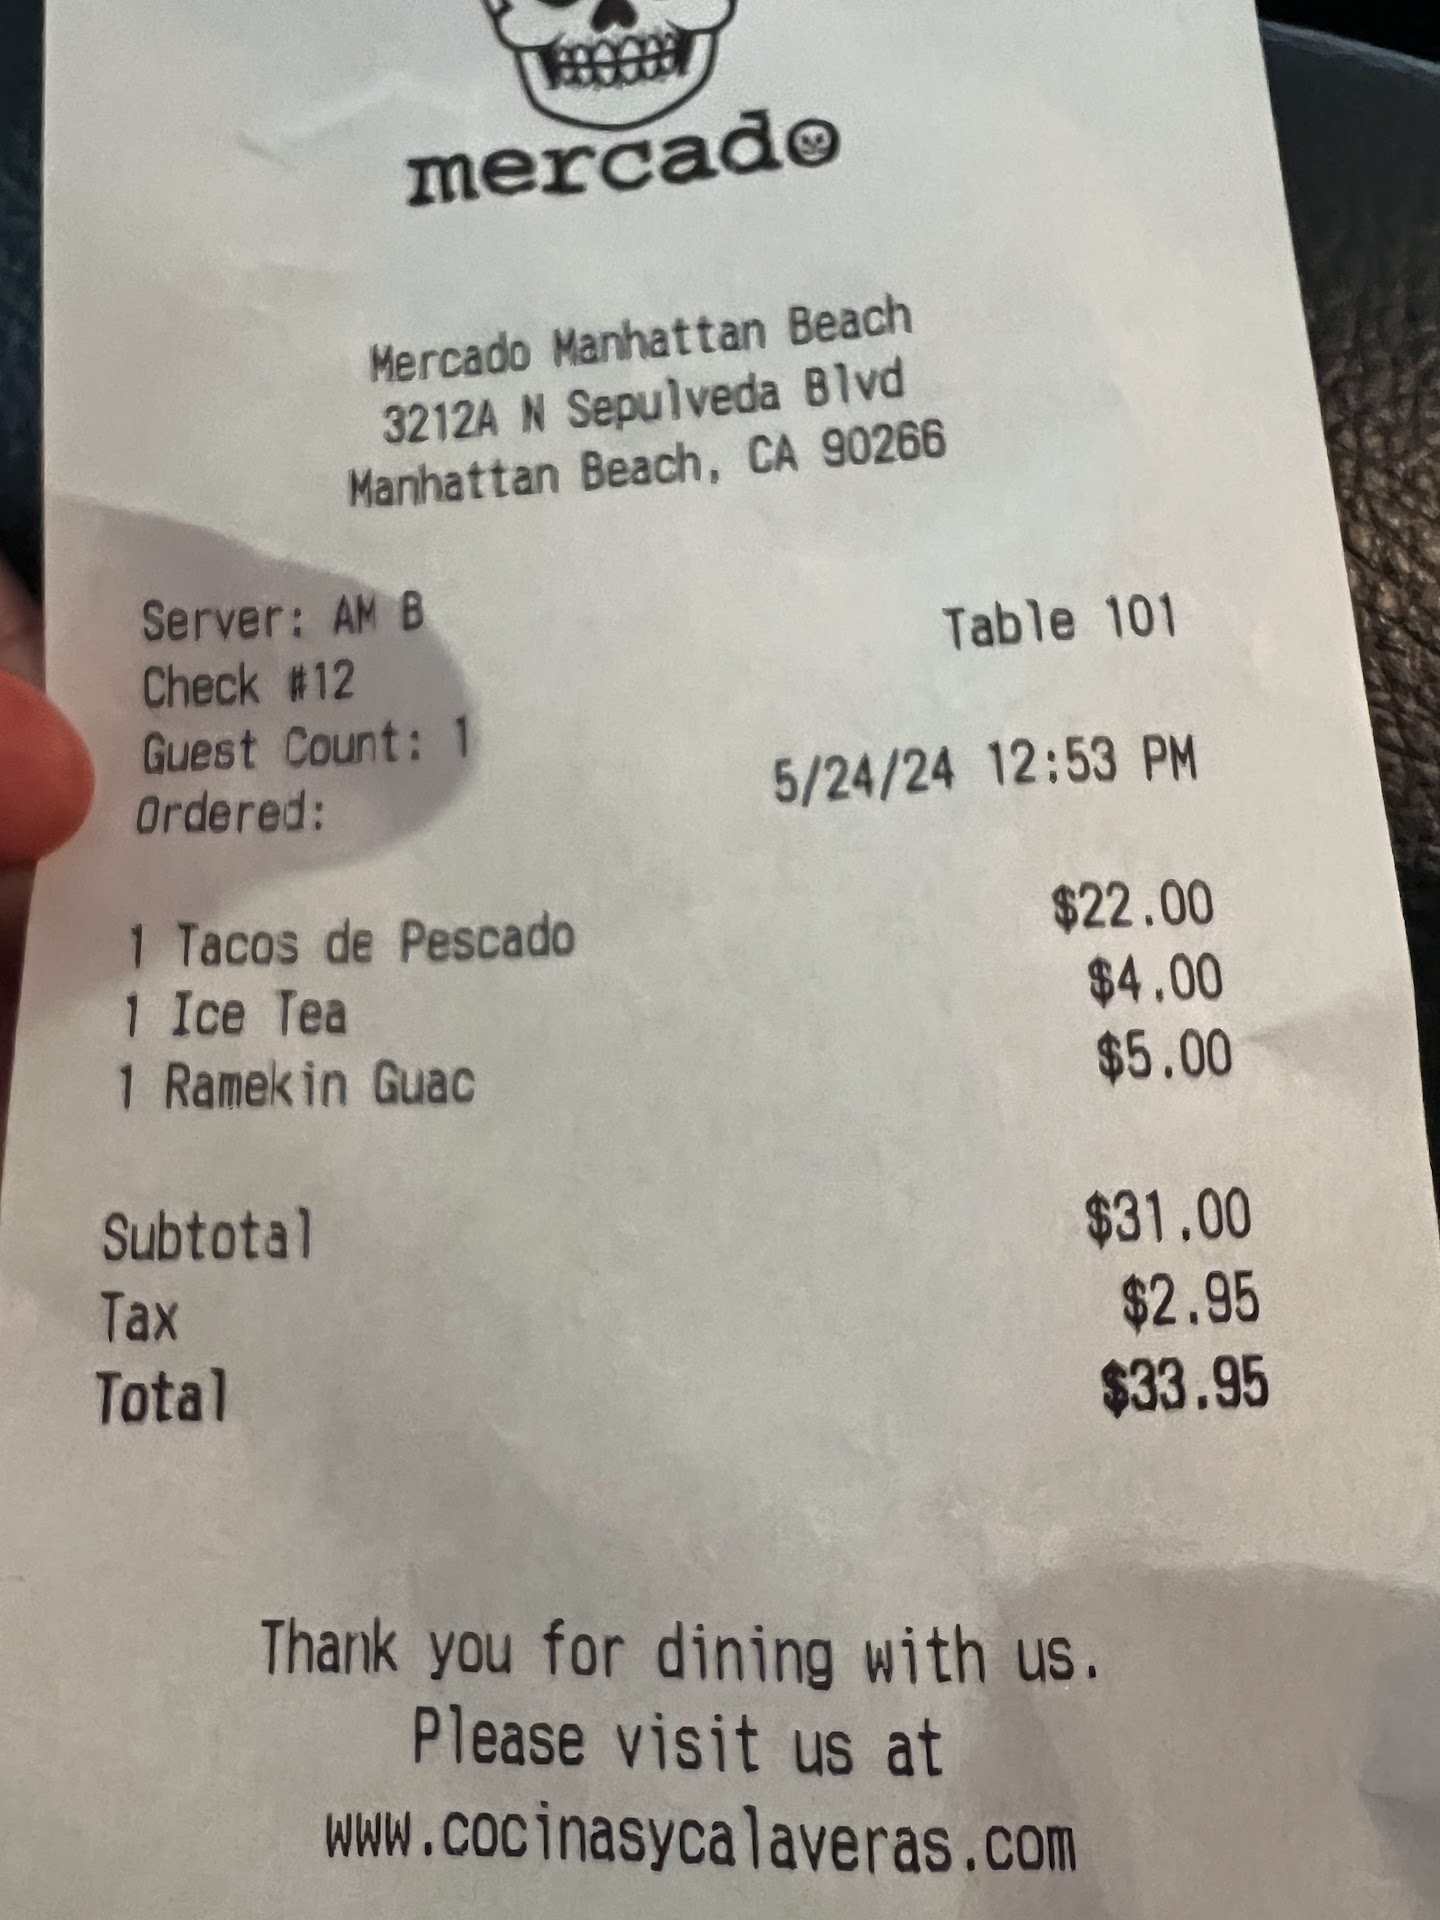 mercado
Mercado Manhattan Beach
3212A N Sepulveda Blvd
Manhattan Beach, CA 90266
Server: AM B Table 101
Check #12
Guest Count: 1
Ordered: 5/24/24 12:53 PM
1 Tacos de Pescado $22.00
1 Ice Tea $4.00
1 Ramekin Guac $5.00
Subtotal $31.00
Tax $2.95
Total $33.95
Thank you for dining with us.
Please visit us at
www.cocinasycalaveras.com